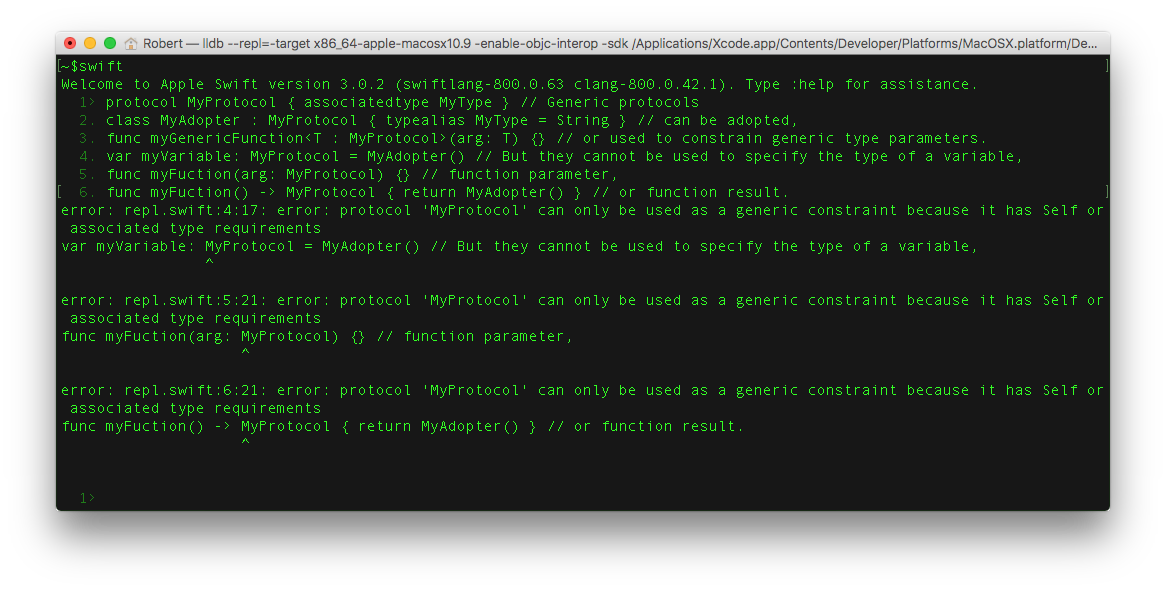 Robert — lldb --repl=-target x86_64-apple-macosx10.9 -enable-objc-interop -sdk /Applications/Xcode.app/Contents/Developer/Platforms/MacOSX.platform/De...
[~$swift ]
Welcome to Apple Swift version 3.0.2 (swiftlang-800.0.63 clang-800.0.42.1). Type :help for assistance.
1> protocol MyProtocol { associatedtype MyType } // Generic protocols
2. class MyAdopter : MyProtocol { typealias MyType = String } // can be adopted,
3. func myGenericFunction<T : MyProtocol>(arg: T) {} // or used to constrain generic type parameters.
4. var myVariable: MyProtocol = MyAdopter() // But they cannot be used to specify the type of a variable,
5. func myFuction(arg: MyProtocol) {} // function parameter,
[ 6. func myFuction() -> MyProtocol { return MyAdopter() } // or function result. ]
error: repl.swift:4:17: error: protocol 'MyProtocol' can only be used as a generic constraint because it has Self or
associated type requirements
var myVariable: MyProtocol = MyAdopter() // But they cannot be used to specify the type of a variable,
^
error: repl.swift:5:21: error: protocol 'MyProtocol' can only be used as a generic constraint because it has Self or
associated type requirements
func myFuction(arg: MyProtocol) {} // function parameter,
^
error: repl.swift:6:21: error: protocol 'MyProtocol' can only be used as a generic constraint because it has Self or
associated type requirements
func myFuction() -> MyProtocol { return MyAdopter() } // or function result.
^
1>